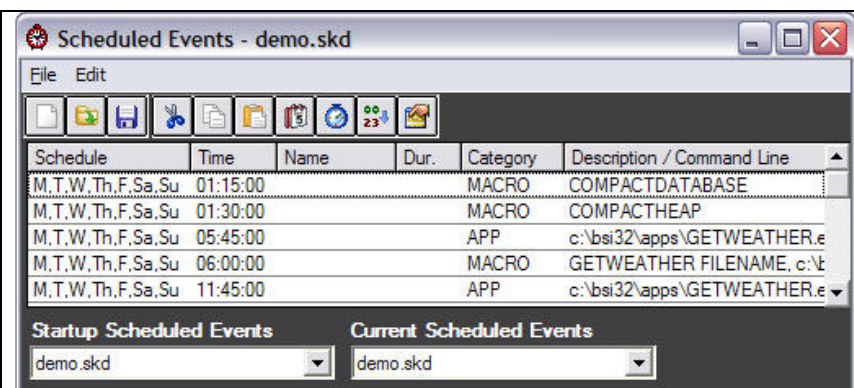 Scheduled Events - demo.skd
File Edit
Schedule Time Name Dur. Category Description / Command Line
M,T,W,Th,F,Sa,Su 01:15:00 MACRO COMPACTDATABASE
M,T,W,Th,F,Sa,Su 01:30:00 MACRO COMPACTHEAP
M,T,W,Th,F,Sa,Su 05:45:00 APP c:\bsi32\apps\GETWEATHER.e
M,T,W,Th,F,Sa,Su 06:00:00 MACRO GETWEATHER FILENAME, c:\b
M,T,W,Th,F,Sa,Su 11:45:00 APP c:\bsi32\apps\GETWEATHER.e
Startup Scheduled Events Current Scheduled Events
demo.skd demo.skd